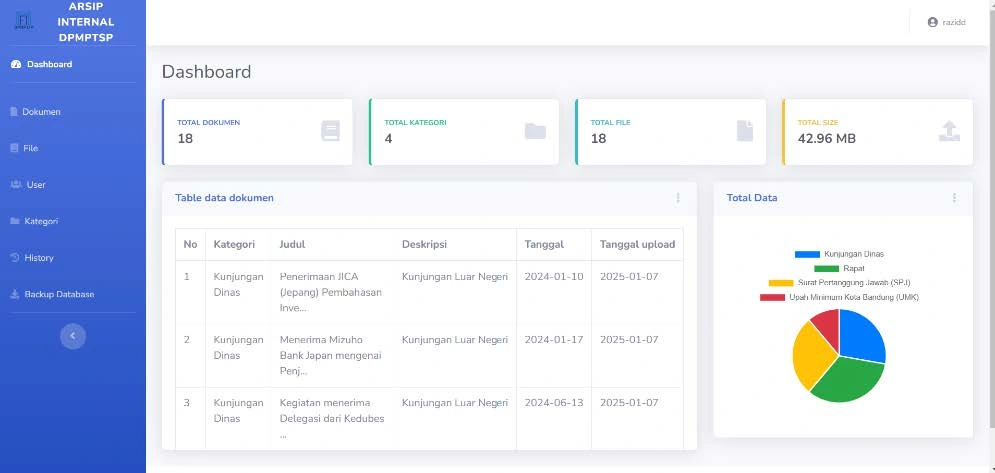 ARSIP
INTERNAL
DPMPTSP
razidd
Dashboard
Dokumen
File
User
Kategori
History
Backup Database
Dashboard
TOTAL DOKUMEN
18
TOTAL KATEGORI
4
TOTAL FILE
18
TOTAL SIZE
42.96 MB
Table data dokumen
No Kategori Judul Deskripsi Tanggal Tanggal upload
1 Kunjungan Penerimaan JICA Kunjungan Luar Negeri 2024-01-10 2025-01-07
Dinas (Jepang) Pembahasan
Inve...
2 Kunjungan Menerima Mizuho Kunjungan Luar Negeri 2024-01-17 2025-01-07
Dinas Bank Japan mengenai
Penj...
3 Kunjungan Kegiatan menerima Kunjungan Luar Negeri 2024-06-13 2025-01-07
Dinas Delegasi dari Kedubes
...
Total Data
Kunjungan Dinas
Rapat
Surat Pertanggung Jawab (SPJ)
Upah Minimum Kota Bandung (UMK)